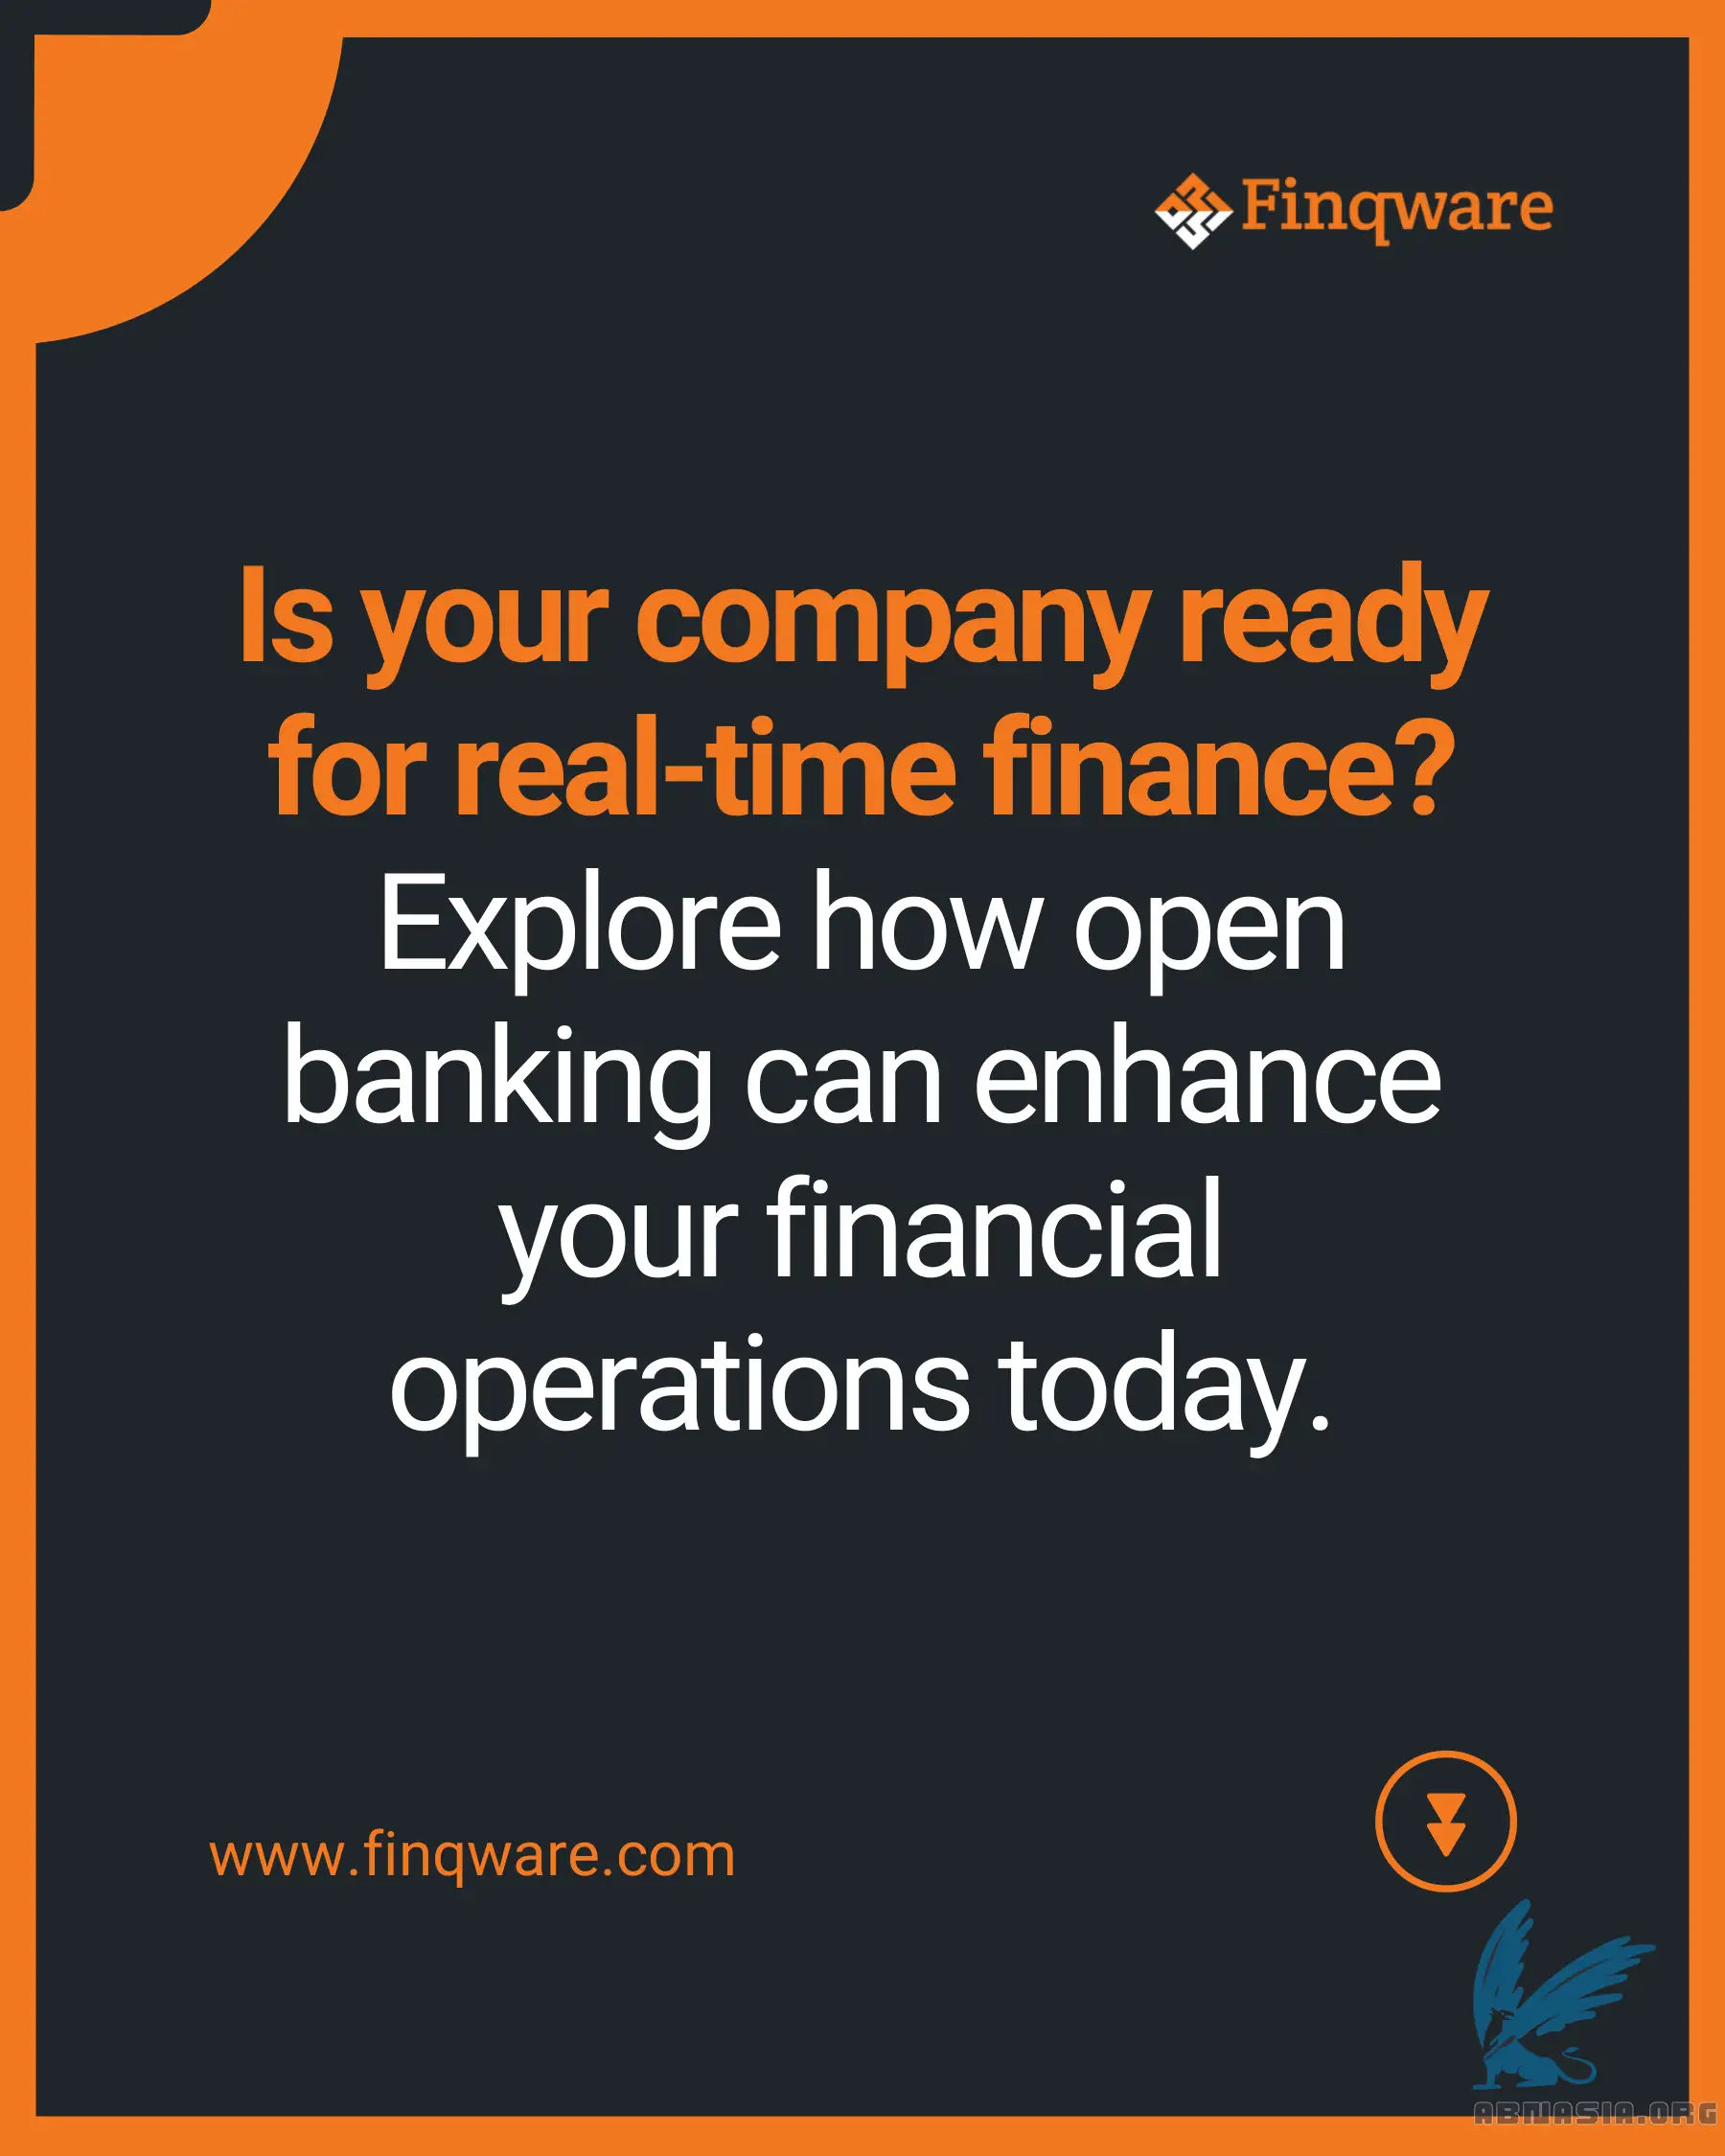 Finqware
Is your company ready
for real-time finance?
Explore how open
banking can enhance
your financial
operations today.
www.finqware.com
ABNASIA.ORG